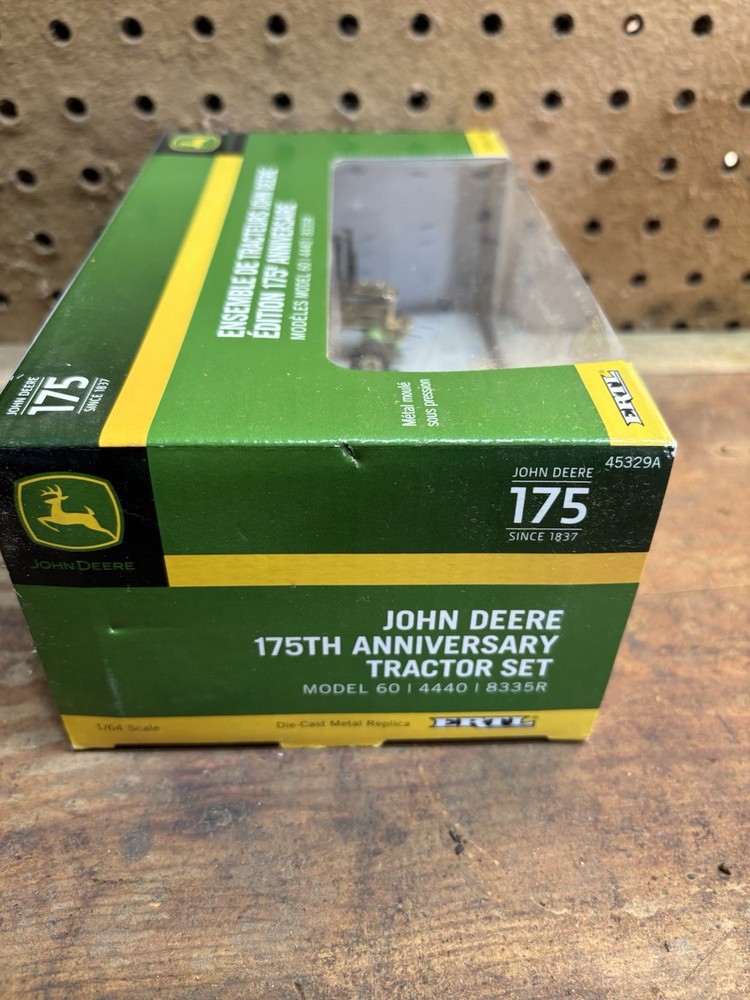 ENSEMBLE DE TRACTEURS JOHN DEERE
ÉDITION 175ᵉ ANNIVERSAIRE
MODÈLES MODEL 60 | 4440 | 8335R
JOHN DEERE
175
SINCE 1837
Métal moulé
sous pression
ERTL
45329A
JOHN DEERE
JOHN DEERE
175
SINCE 1837
JOHN DEERE
175TH ANNIVERSARY
TRACTOR SET
MODEL 60 | 4440 | 8335R
1/64 Scale
Die-Cast Metal Replica
ERTL